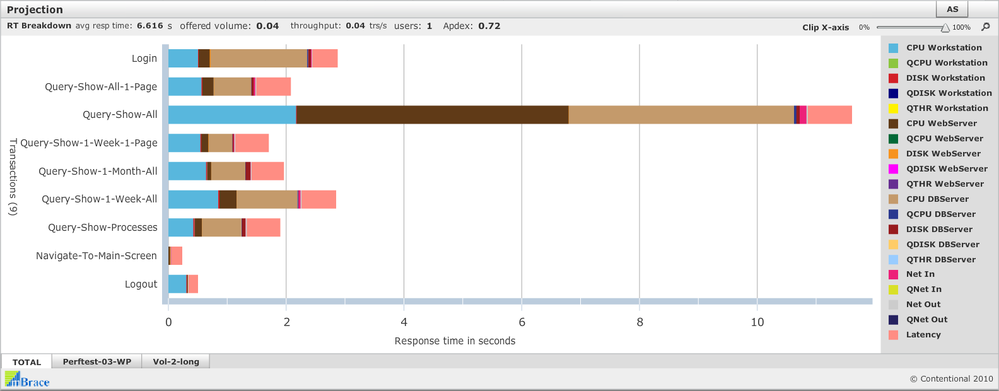 Projection
AS
RT Breakdown avg resp time: 6.616 s offered volume: 0.04 throughput: 0.04 trs/s users: 1 Apdex: 0.72
Clip X-axis 0% 100%
Transactions (9)
Login
Query-Show-All-1-Page
Query-Show-All
Query-Show-1-Week-1-Page
Query-Show-1-Month-All
Query-Show-1-Week-All
Query-Show-Processes
Navigate-To-Main-Screen
Logout
0 2 4 6 8 10
Response time in seconds
CPU Workstation
QCPU Workstation
DISK Workstation
QDISK Workstation
QTHR Workstation
CPU WebServer
QCPU WebServer
DISK WebServer
QDISK WebServer
QTHR WebServer
CPU DBServer
QCPU DBServer
DISK DBServer
QDISK DBServer
QTHR DBServer
Net In
QNet In
Net Out
QNet Out
Latency
TOTAL Perftest-03-WP Vol-2-long
Brace
© Contentional 2010